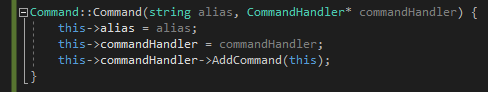 Command::Command(string alias, CommandHandler* commandHandler) {
    this->alias = alias;
    this->commandHandler = commandHandler;
    this->commandHandler->AddCommand(this);
}